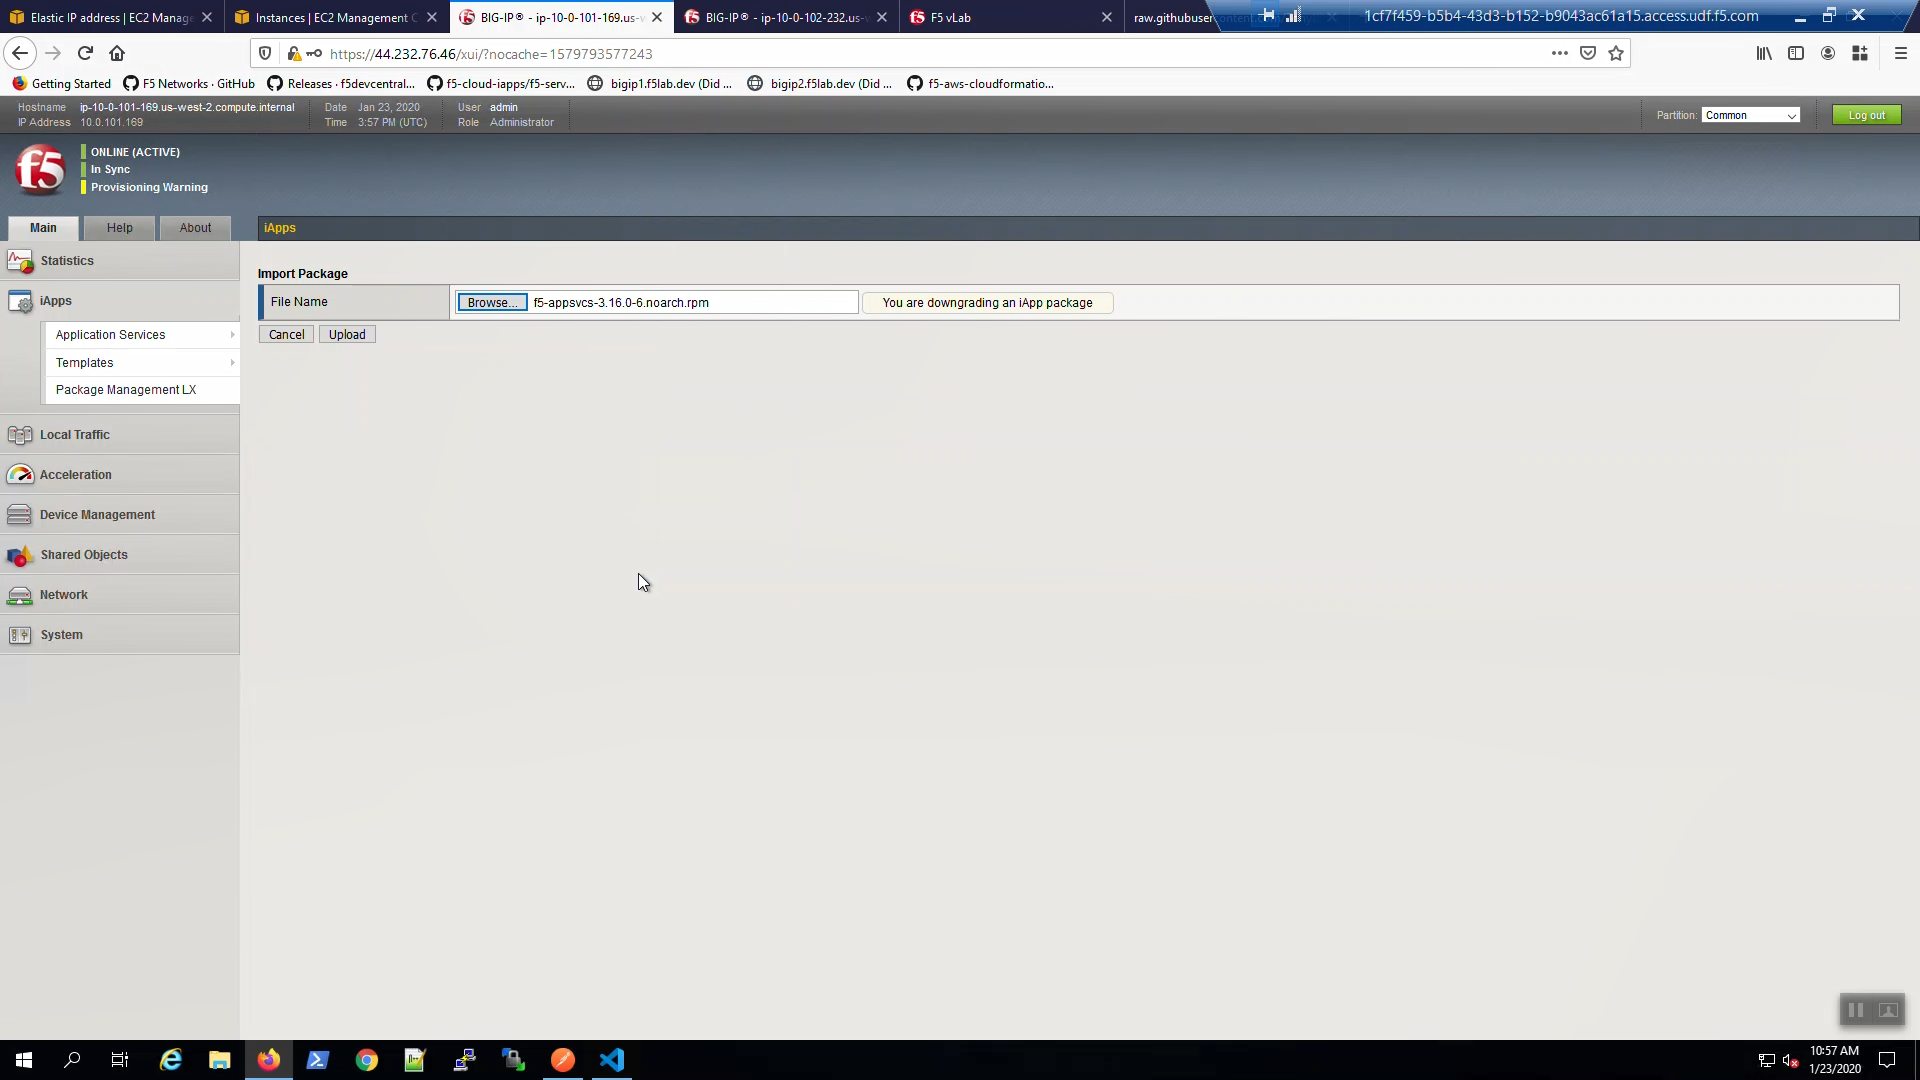 Elastic IP address | EC2 Manag
Instances | EC2 Management C
BIG-IP® - ip-10-0-101-169.us-w
BIG-IP® - ip-10-0-102-232.us-w
F5 vLab
raw.githubuser
1cf7f459-b5b4-43d3-b152-b9043ac61a15.access.udf.f5.com
https://44.232.76.46/xui/?nocache=1579793577243
Getting Started
F5 Networks · GitHub
Releases · f5devcentral...
f5-cloud-iapps/f5-serv...
bigip1.f5lab.dev (Did ...
bigip2.f5lab.dev (Did ...
f5-aws-cloudformatio...
Hostname ip-10-0-101-169.us-west-2.compute.internal
IP Address 10.0.101.169
Date Jan 23, 2020
Time 3:57 PM (UTC)
User admin
Role Administrator
Partition: Common
Log out
f5
ONLINE (ACTIVE)
In Sync
Provisioning Warning
Main
Help
About
iApps
Statistics
iApps
Application Services
Templates
Package Management LX
Local Traffic
Acceleration
Device Management
Shared Objects
Network
System
Import Package
File Name
Browse... f5-appsvcs-3.16.0-6.noarch.rpm
You are downgrading an iApp package
Cancel
Upload
10:57 AM
1/23/2020